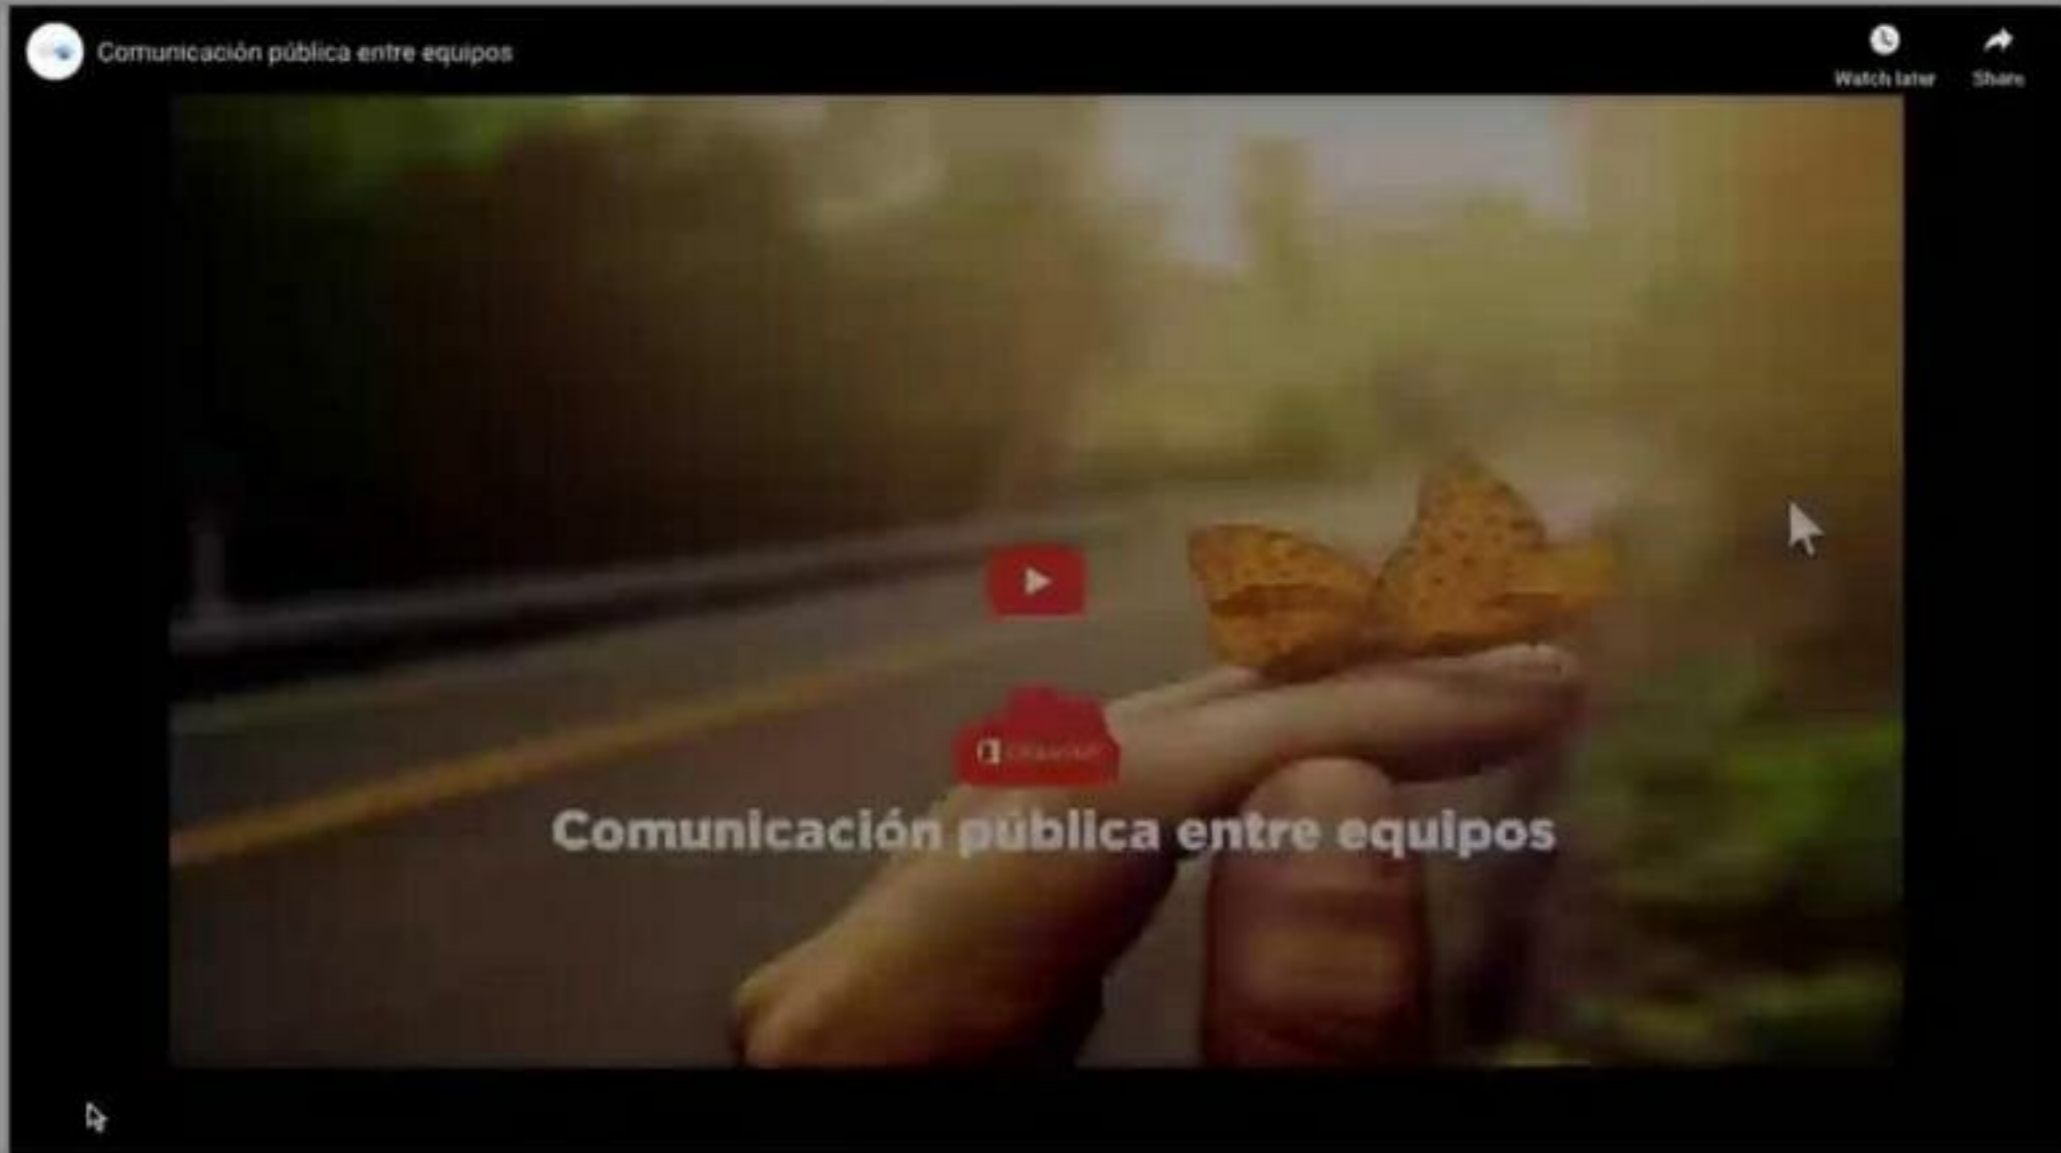 Comunicación pública entre equipos
Watch later
Share
Comunicación pública entre equipos